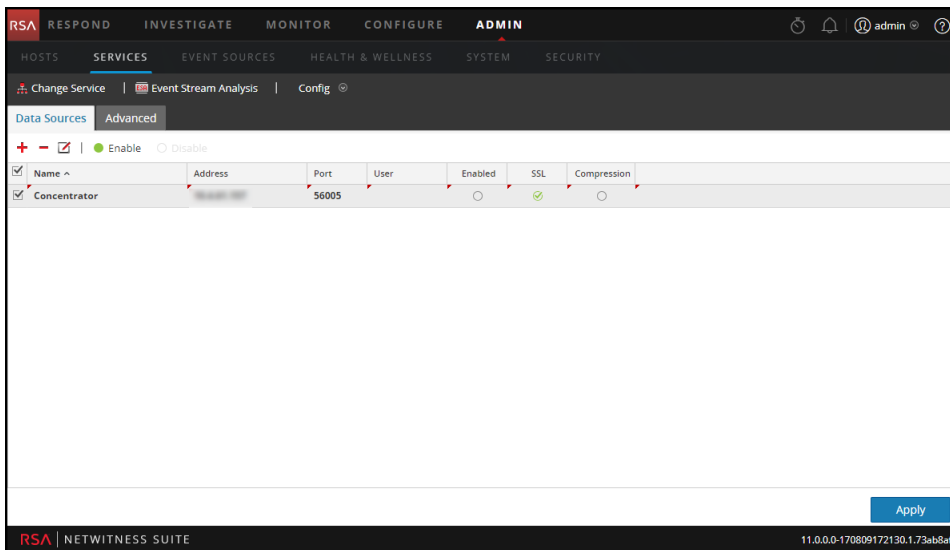 RSA RESPOND INVESTIGATE MONITOR CONFIGURE ADMIN admin ?
HOSTS SERVICES EVENT SOURCES HEALTH & WELLNESS SYSTEM SECURITY
Change Service | Event Stream Analysis | Config
Data Sources Advanced
Enable Disable
Name Address Port User Enabled SSL Compression
Concentrator 56005
Apply
RSA | NETWITNESS SUITE 11.0.0.0-170809172130.1.73ab8a